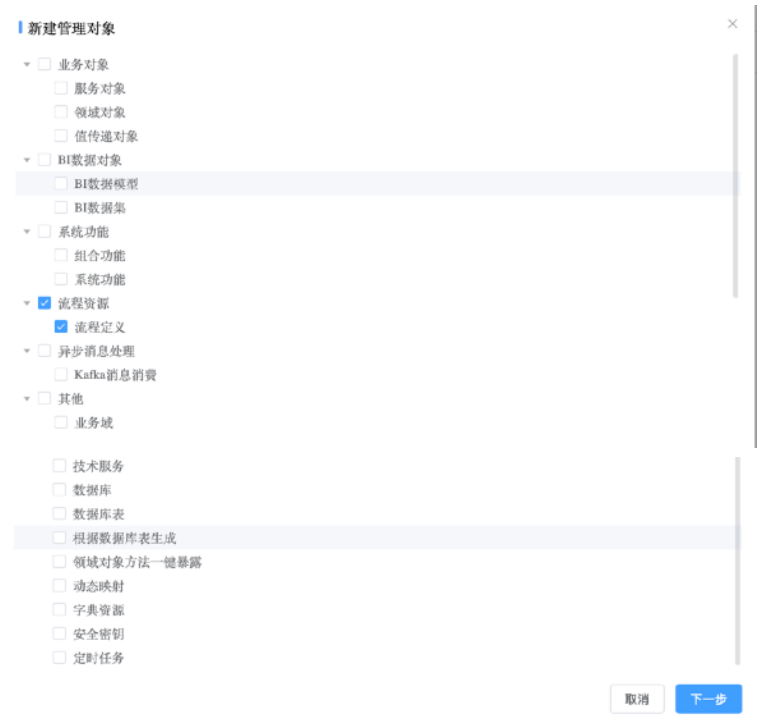 新建管理对象
业务对象
服务对象
领域对象
值传递对象
BI数据对象
BI数据模型
BI数据集
系统功能
组合功能
系统功能
流程资源
流程定义
异步消息处理
Kafka消息消费
其他
业务域
技术服务
数据库
数据库表
根据数据库表生成
领域对象方法一键暴露
动态映射
字典资源
安全密钥
定时任务
取消 下一步